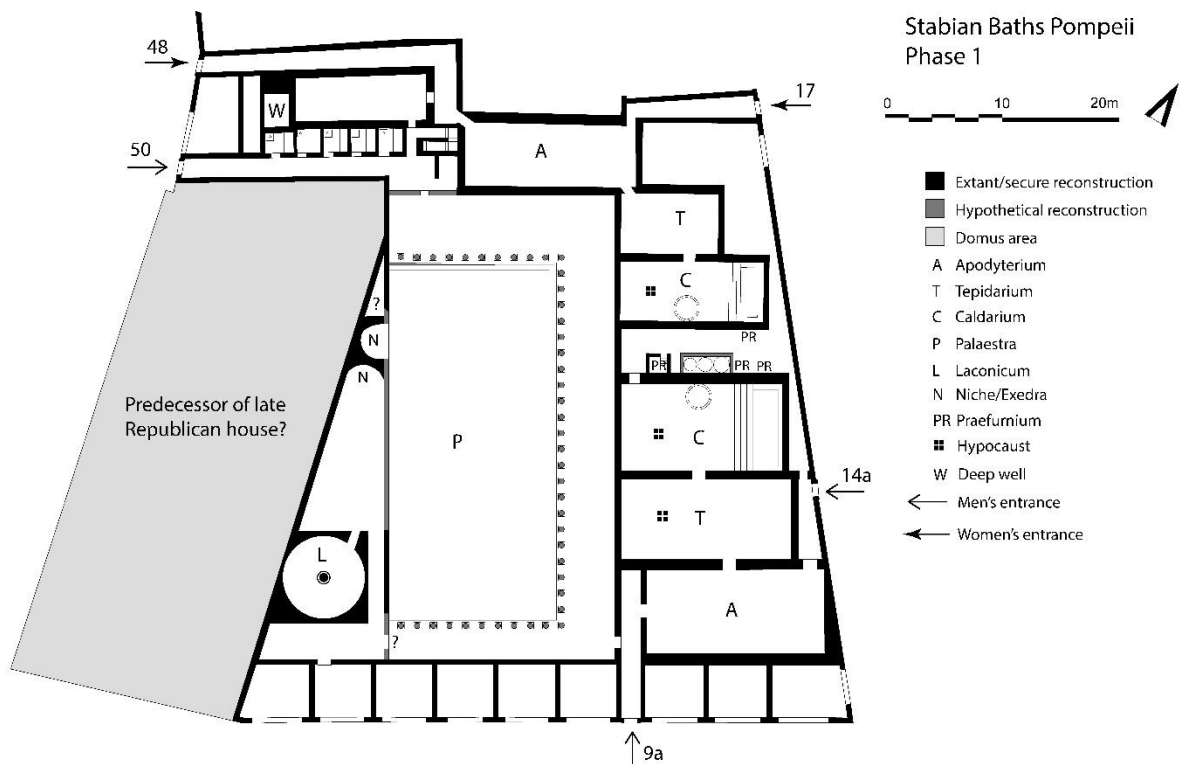 Stabian Baths Pompeii
Phase 1
0 10 20m
Extant/secure reconstruction
Hypothetical reconstruction
Domus area
A Apodyterium
T Tepidarium
C Caldarium
P Palaestra
L Laconicum
N Niche/Exedra
PR Praefurnium
Hypocaust
W Deep well
Men's entrance
Women's entrance
48
17
W
A
50
T
C
?
N
PR
PR PR PR
N
Predecessor of late
Republican house?
P
C
14a
T
L
A
?
9a